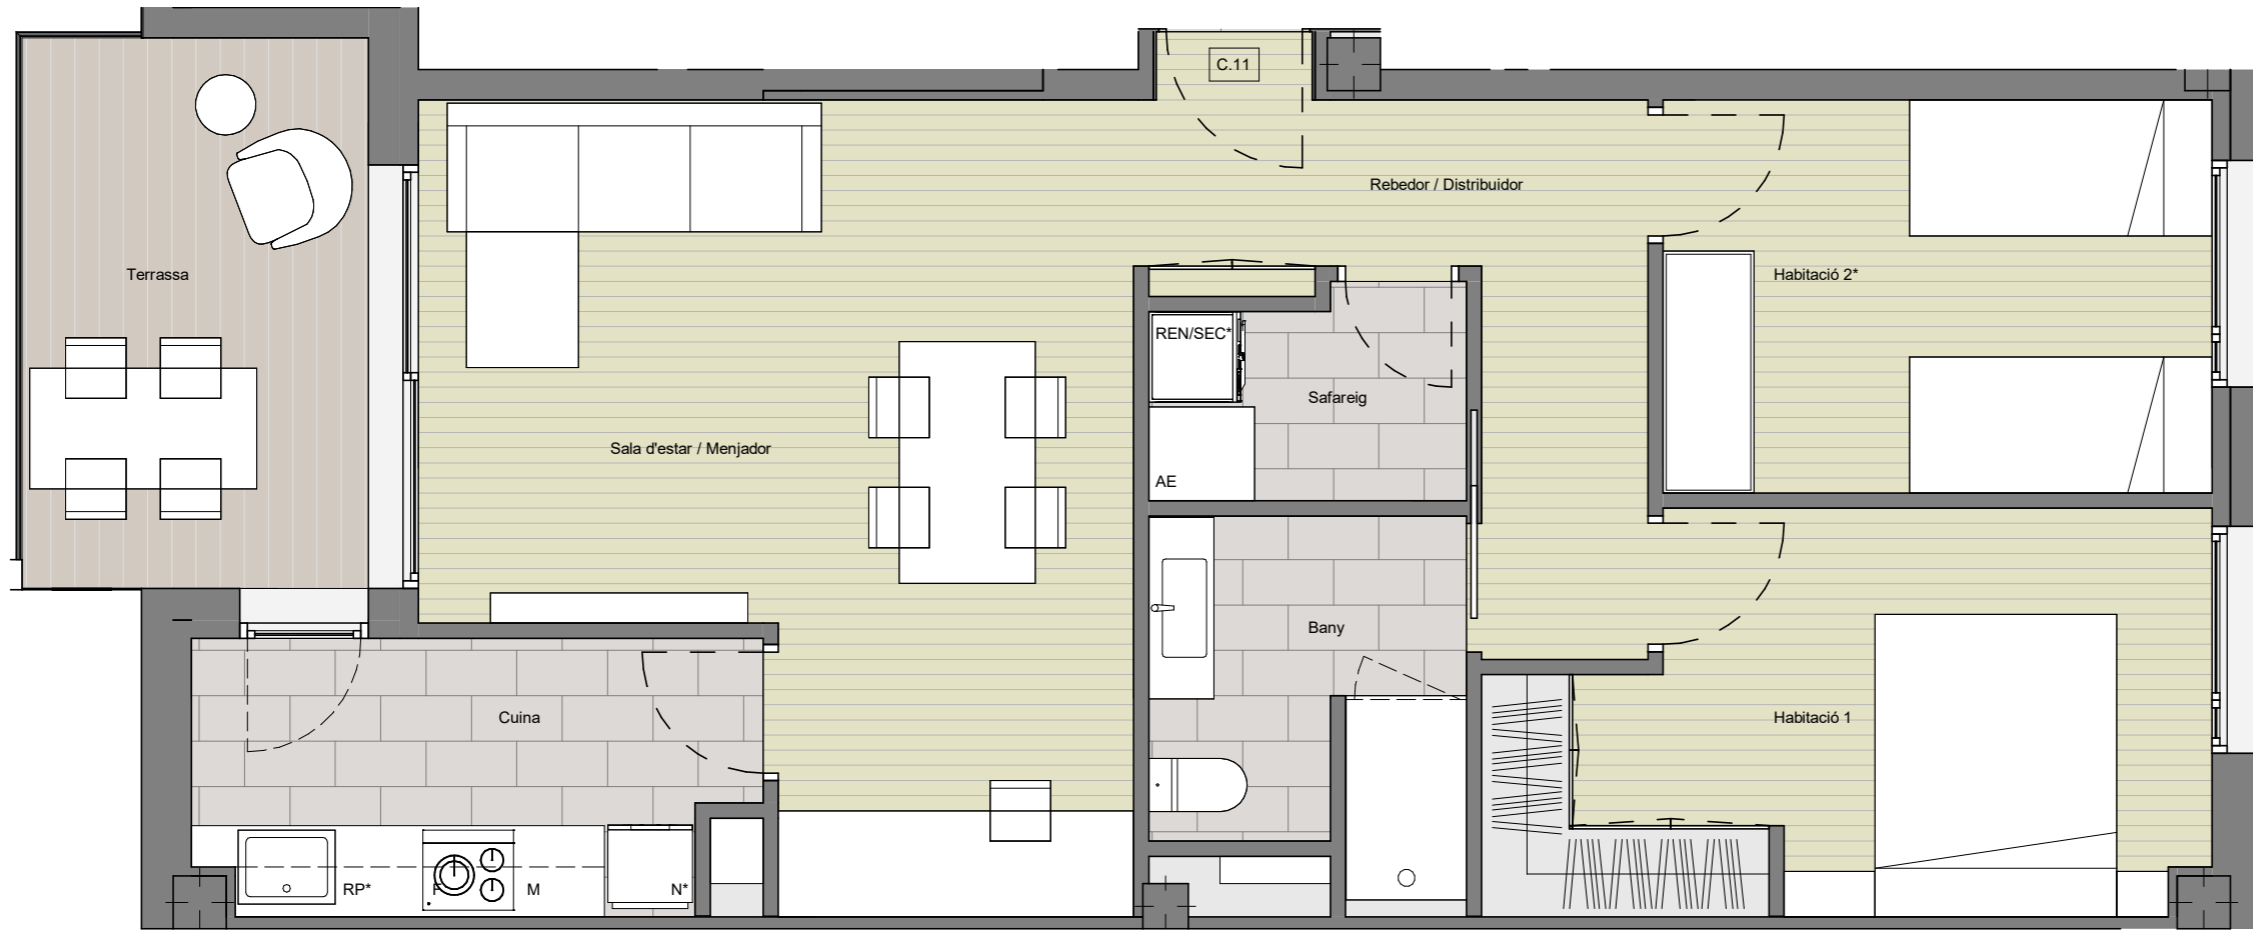 C.11
Rebedor / Distribuidor
Terrassa
Habitació 2*
REN/SEC*
Safareig
Sala d'estar / Menjador
AE
Bany
Cuina
Habitació 1
RP*
F
M
N*